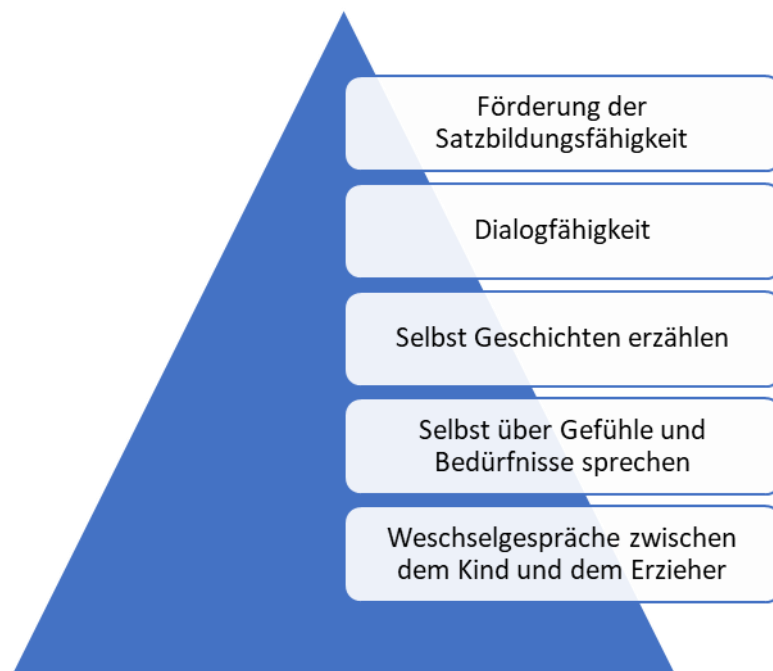 Förderung der
Satzbildungsfähigkeit
Dialogfähigkeit
Selbst Geschichten erzählen
Selbst über Gefühle und
Bedürfnisse sprechen
Weschselgespräche zwischen
dem Kind und dem Erzieher